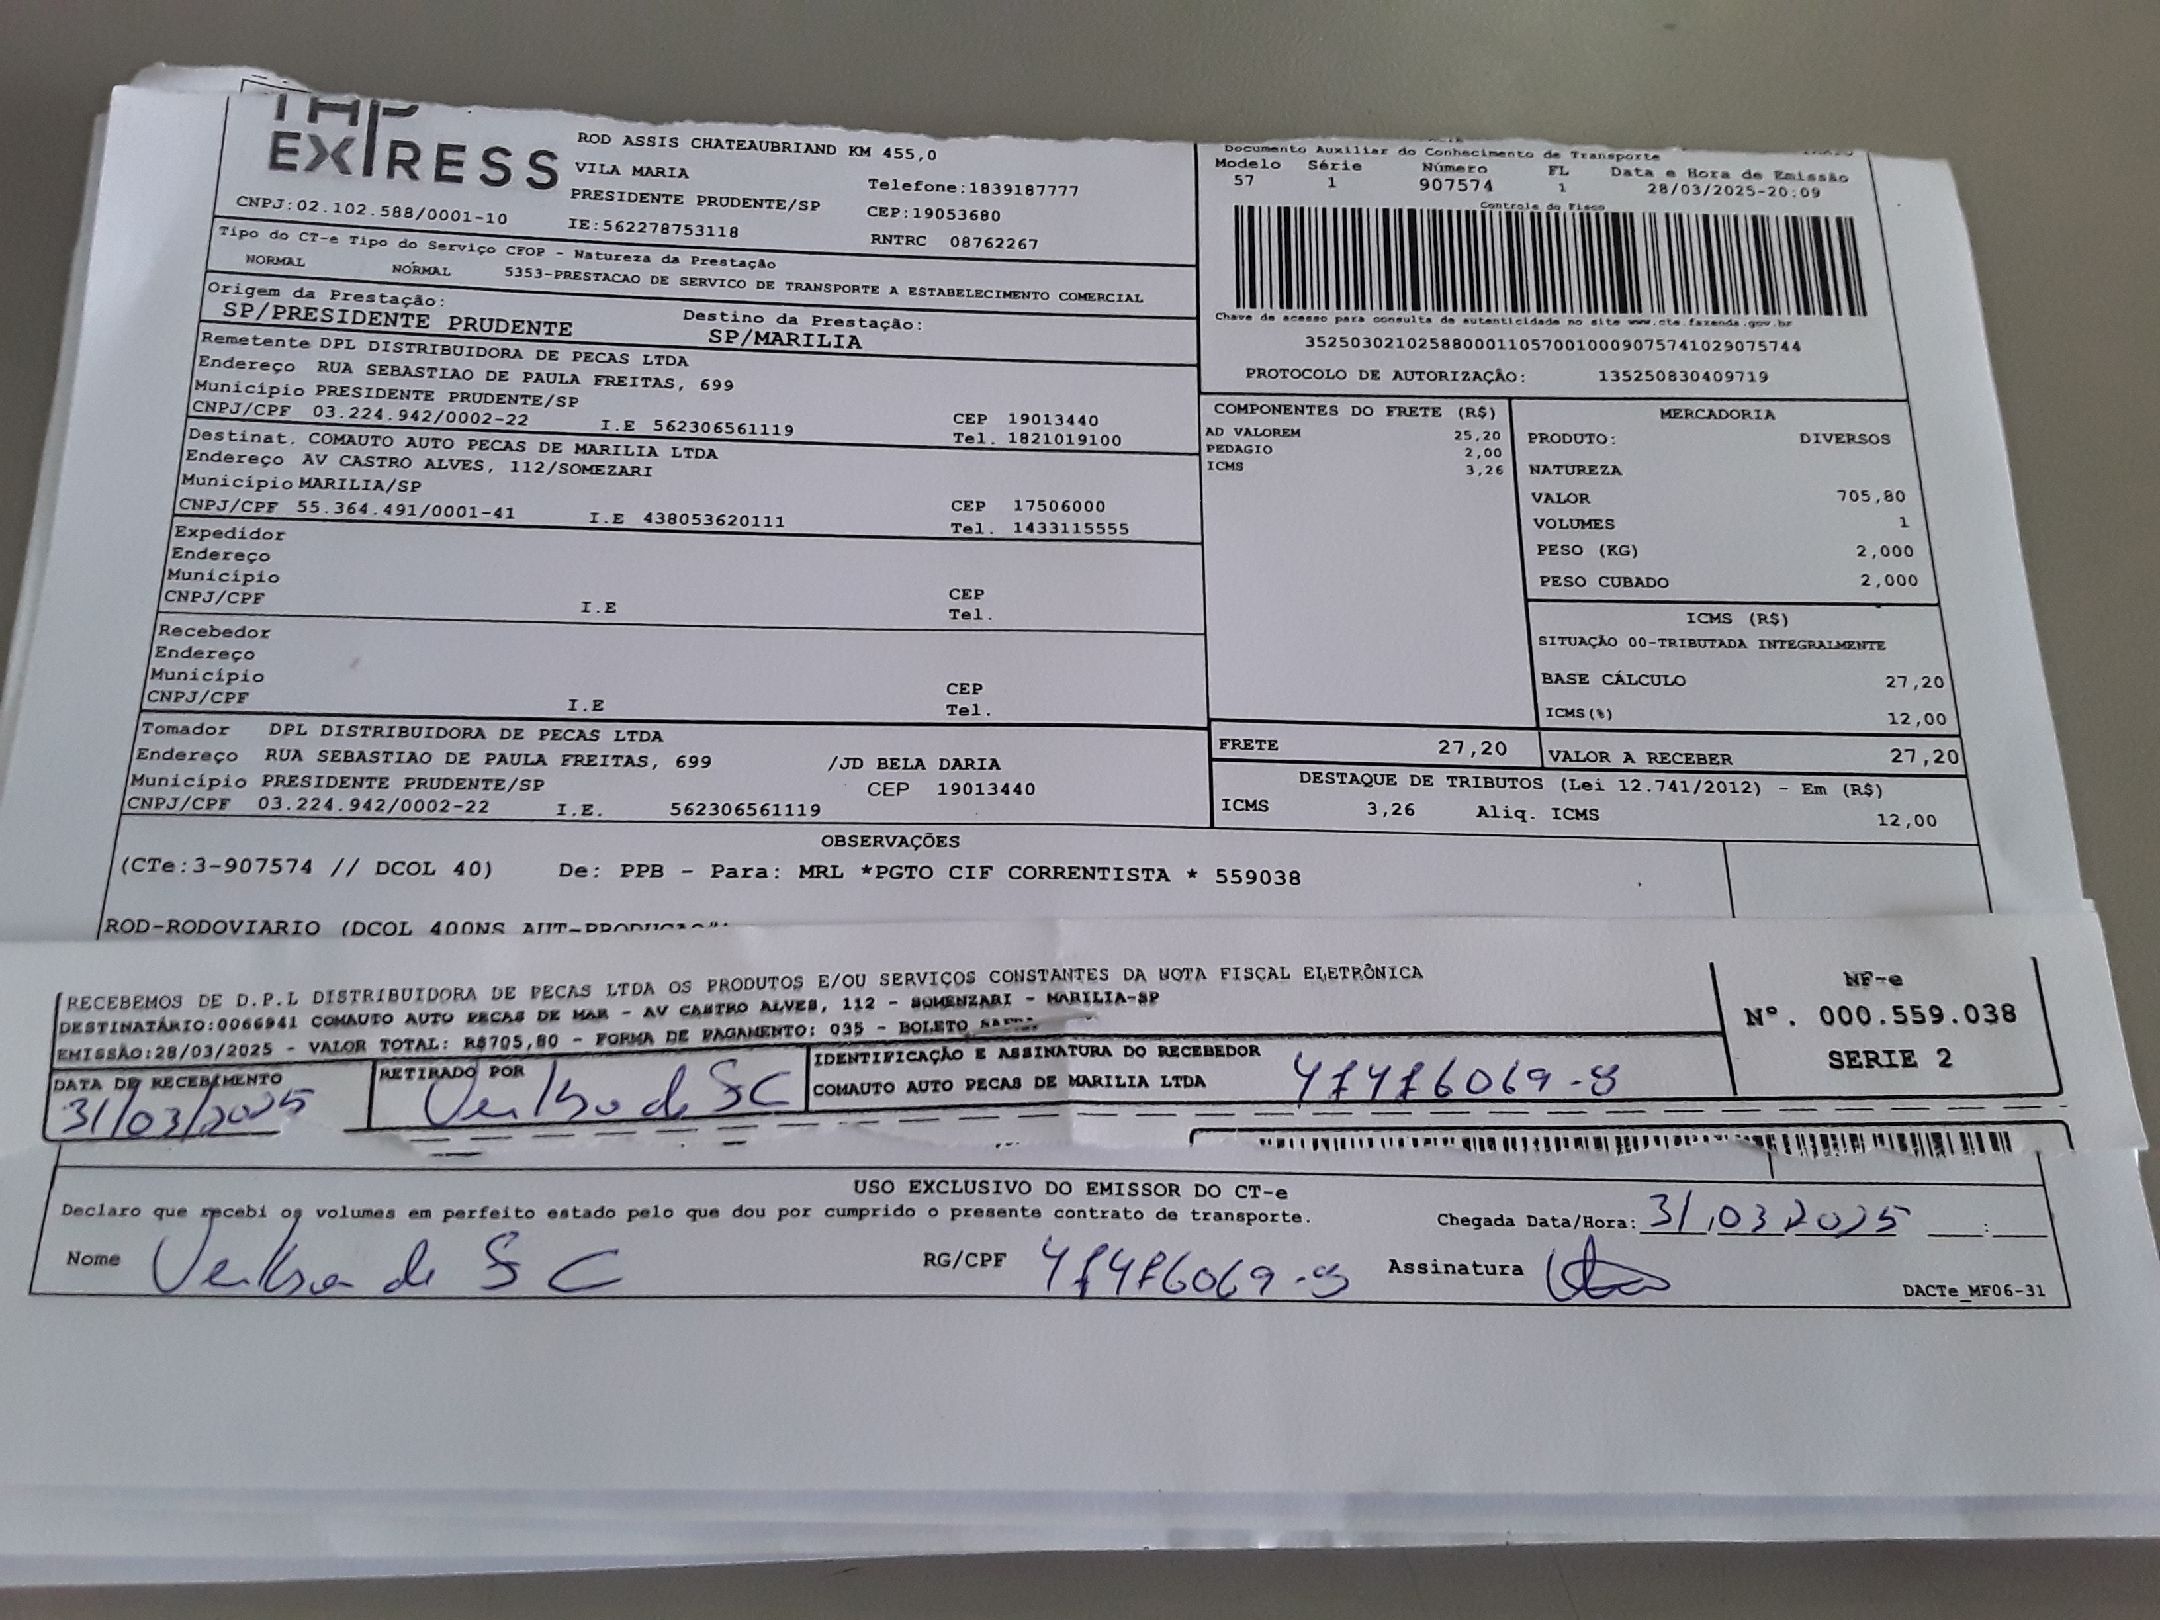 EXPRESS
ROD ASSIS CHATEAUBRIAND KM 455,0
VILA MARIA
Telefone:1839187777
PRESIDENTE PRUDENTE/SP
CEP:19053680
CNPJ:02.102.588/0001-10
IE:562278753118
RNTRC 08762267
Tipo do CT-e Tipo do Serviço CFOP - Natureza da Prestação
NORMAL NORMAL 5353-PRESTACAO DE SERVICO DE TRANSPORTE A ESTABELECIMENTO COMERCIAL
Origem da Prestação: Destino da Prestação:
SP/PRESIDENTE PRUDENTE SP/MARILIA
Remetente DPL DISTRIBUIDORA DE PECAS LTDA
Endereço RUA SEBASTIAO DE PAULA FREITAS, 699
Município PRESIDENTE PRUDENTE/SP CEP 19013440
CNPJ/CPF 03.224.942/0002-22 I.E 562306561119 Tel. 1821019100
Destinat. COMAUTO AUTO PECAS DE MARILIA LTDA
Endereço AV CASTRO ALVES, 112/SOMEZARI
Município MARILIA/SP CEP 17506000
CNPJ/CPF 55.364.491/0001-41 I.E 438053620111 Tel. 1433115555
Expedidor
Endereço
Município CEP
CNPJ/CPF I.E Tel.
Recebedor
Endereço
Município CEP
CNPJ/CPF I.E Tel.
Tomador DPL DISTRIBUIDORA DE PECAS LTDA
Endereço RUA SEBASTIAO DE PAULA FREITAS, 699 /JD BELA DARIA
Município PRESIDENTE PRUDENTE/SP CEP 19013440
CNPJ/CPF 03.224.942/0002-22 I.E. 562306561119
Documento Auxiliar do Conhecimento de Transporte
Modelo Série Número FL Data e Hora de Emissão
57 1 907574 1 28/03/2025-20:09
Controle do Fisco
Chave de acesso para consulta de autenticidade no site www.cte.fazenda.gov.br
35250302102588000110570010009075741029075744
PROTOCOLO DE AUTORIZAÇÃO: 135250830409719
COMPONENTES DO FRETE (R$)
AD VALOREM 25,20
PEDAGIO 2,00
ICMS 3,26
MERCADORIA
PRODUTO: DIVERSOS
NATUREZA
VALOR 705,80
VOLUMES 1
PESO (KG) 2,000
PESO CUBADO 2,000
ICMS (R$)
SITUAÇÃO 00-TRIBUTADA INTEGRALMENTE
BASE CÁLCULO 27,20
ICMS(%) 12,00
FRETE 27,20 VALOR A RECEBER 27,20
DESTAQUE DE TRIBUTOS (Lei 12.741/2012) - Em (R$)
ICMS 3,26 Aliq. ICMS 12,00
OBSERVAÇÕES
(CTe:3-907574 // DCOL 40) De: PPB - Para: MRL *PGTO CIF CORRENTISTA * 559038
ROD-RODOVIARIO (DCOL 400NS AUT-PRODUCAO
RECEBEMOS DE D.P.L DISTRIBUIDORA DE PECAS LTDA OS PRODUTOS E/OU SERVIÇOS CONSTANTES DA NOTA FISCAL ELETRÔNICA
DESTINATÁRIO:0066941 COMAUTO AUTO PECAS DE MAR - AV CASTRO ALVES, 112 - SOMENZARI - MARILIA-SP
EMISSÃO:28/03/2025 - VALOR TOTAL: R$705,80 - FORMA DE PAGAMENTO: 035 - BOLETO
DATA DE RECEBIMENTO
31/03/2025
RETIRADO POR
IDENTIFICAÇÃO E ASSINATURA DO RECEBEDOR
COMAUTO AUTO PECAS DE MARILIA LTDA
NF-e
Nº. 000.559.038
SERIE 2
USO EXCLUSIVO DO EMISSOR DO CT-e
Declaro que recebi os volumes em perfeito estado pelo que dou por cumprido o presente contrato de transporte.
Chegada Data/Hora: 31/03/2025
Nome
RG/CPF
Assinatura
DACTe_MF06-31